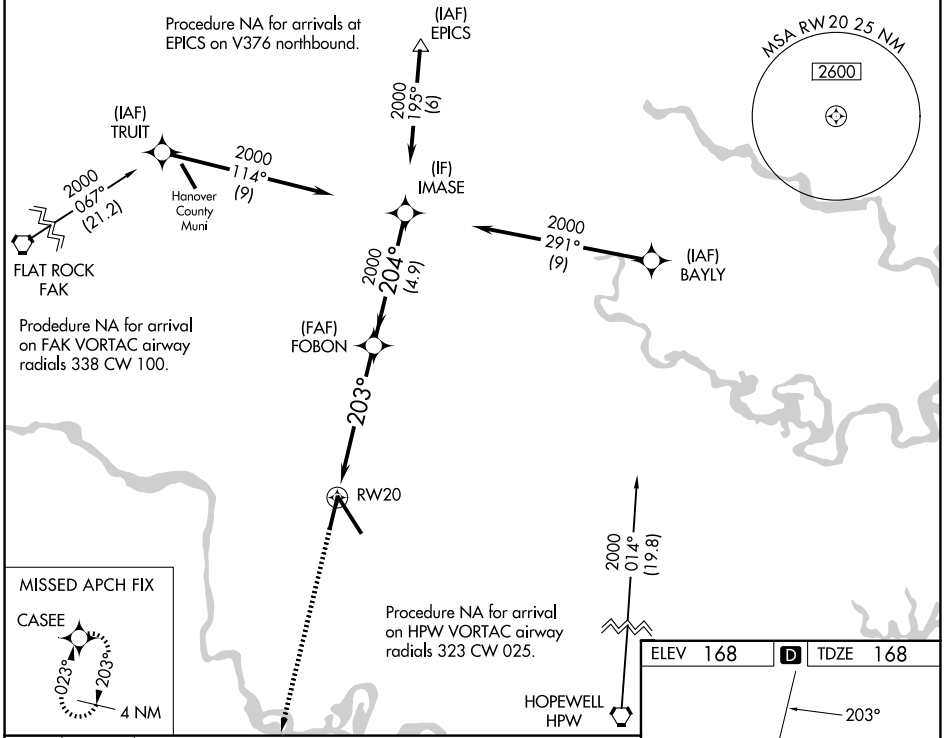 Procedure NA for arrivals at
EPICS on V376 northbound.
(IAF)
EPICS
MSA RW 20 25 NM
2600
2000
195°
(6)
(IAF)
TRUIT
2000
114°
(9)
Hanover
County
Muni
(IF)
IMASE
2000
067°
(21.2)
FLAT ROCK
FAK
2000
291°
(9)
(IAF)
BAYLY
2000
204°
(4.9)
Prodedure NA for arrival
on FAK VORTAC airway
radials 338 CW 100.
(FAF)
FOBON
203°
RW20
2000
014°
(19.8)
MISSED APCH FIX
CASEE
023°
203°
4 NM
Procedure NA for arrival
on HPW VORTAC airway
radials 323 CW 025.
HOPEWELL
HPW
ELEV 168 D TDZE 168
203°